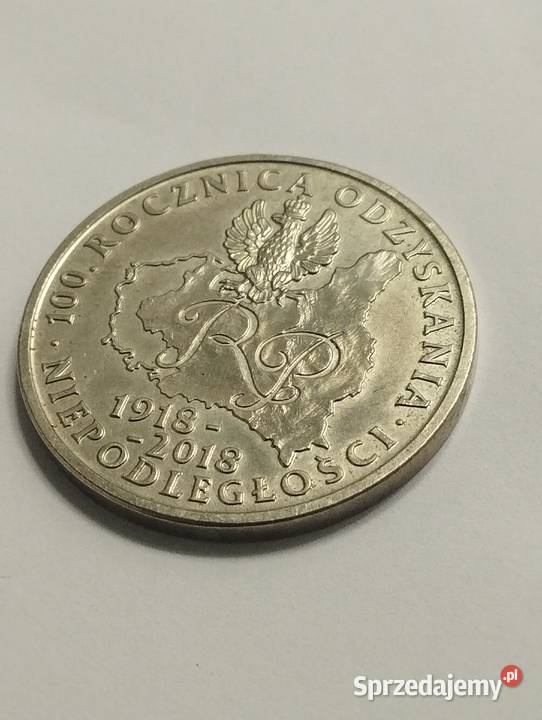 · 100. ROCZNICA ODZYSKANIA · NIEPODLEGŁOŚCI
RP
1918-
-2018
Sprzedajemy.pl